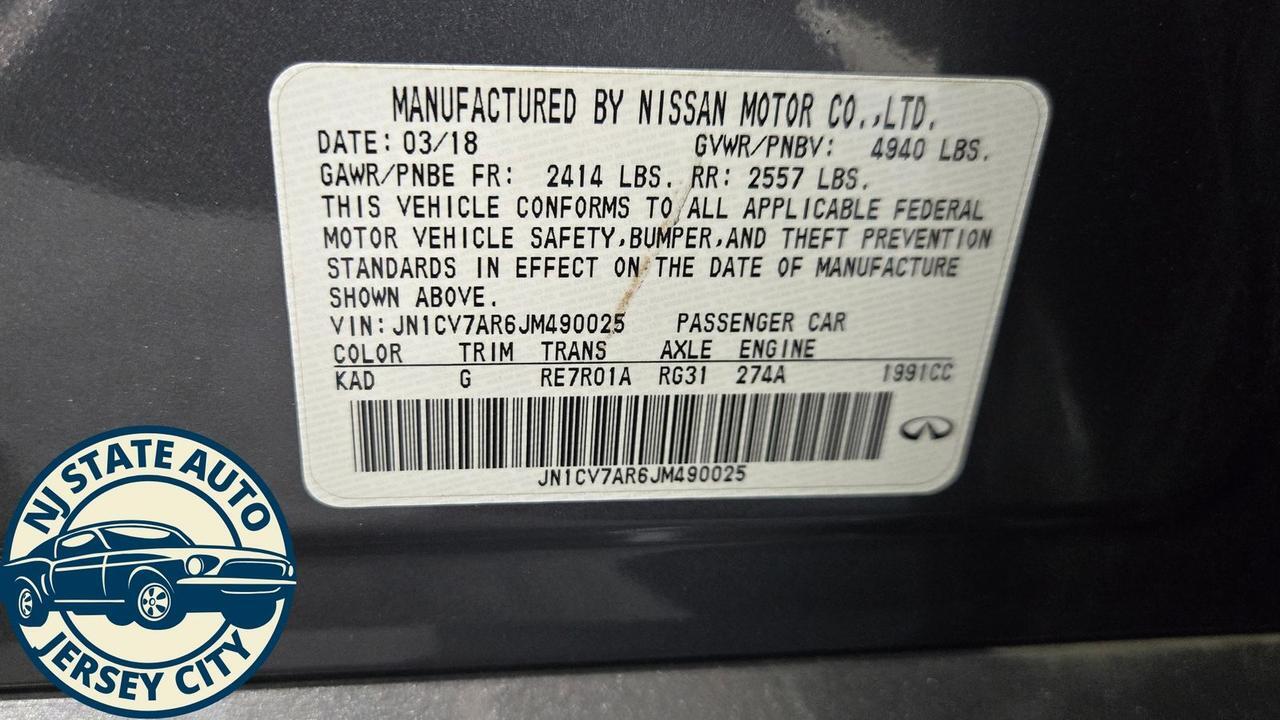 MANUFACTURED BY NISSAN MOTOR CO.,LTD.
DATE: 03/18 GVWR/PNBV: 4940 LBS.
GAWR/PNBE FR: 2414 LBS. RR: 2557 LBS.
THIS VEHICLE CONFORMS TO ALL APPLICABLE FEDERAL
MOTOR VEHICLE SAFETY,BUMPER,AND THEFT PREVENTION
STANDARDS IN EFFECT ON THE DATE OF MANUFACTURE
SHOWN ABOVE.
VIN: JN1CV7AR6JM490025 PASSENGER CAR
COLOR TRIM TRANS AXLE ENGINE
KAD G RE7R01A RG31 274A 1991CC
JN1CV7AR6JM490025
NJ STATE AUTO
JERSEY CITY